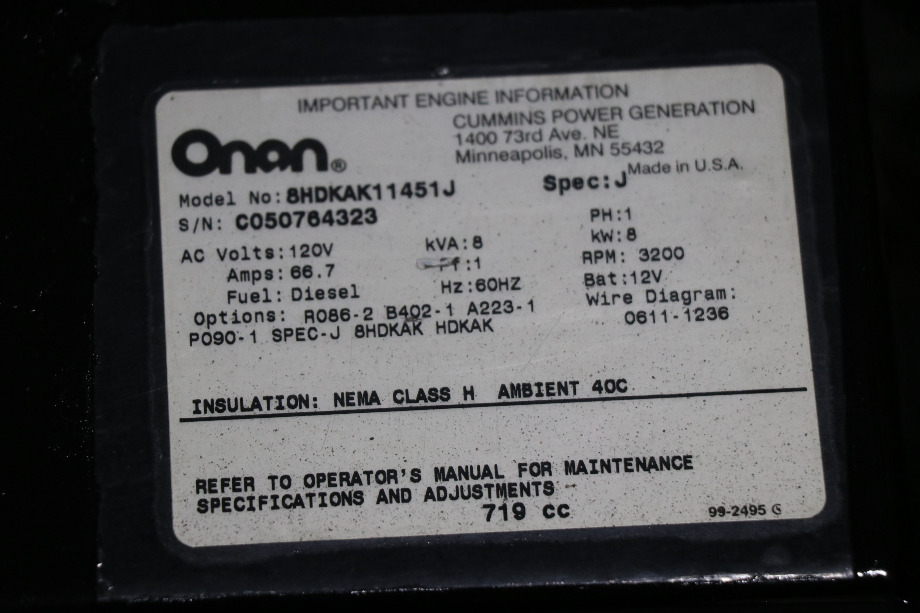 IMPORTANT ENGINE INFORMATION
Onan®
CUMMINS POWER GENERATION
1400 73rd Ave. NE
Minneapolis, MN 55432
Made in U.S.A.
Model No: 8HDKAK11451J
Spec: J
S/N: C050764323
PH: 1
AC Volts: 120V
kVA: 8
kW: 8
Amps: 66.7
Pf: 1
RPM: 3200
Fuel: Diesel
Hz: 60HZ
Bat: 12V
Options: R086-2 B402-1 A223-1
Wire Diagram:
P090-1 SPEC-J 8HDKAK HDKAK
0611-1236
INSULATION: NEMA CLASS H AMBIENT 40C
REFER TO OPERATOR'S MANUAL FOR MAINTENANCE
SPECIFICATIONS AND ADJUSTMENTS
719 cc
99-2495